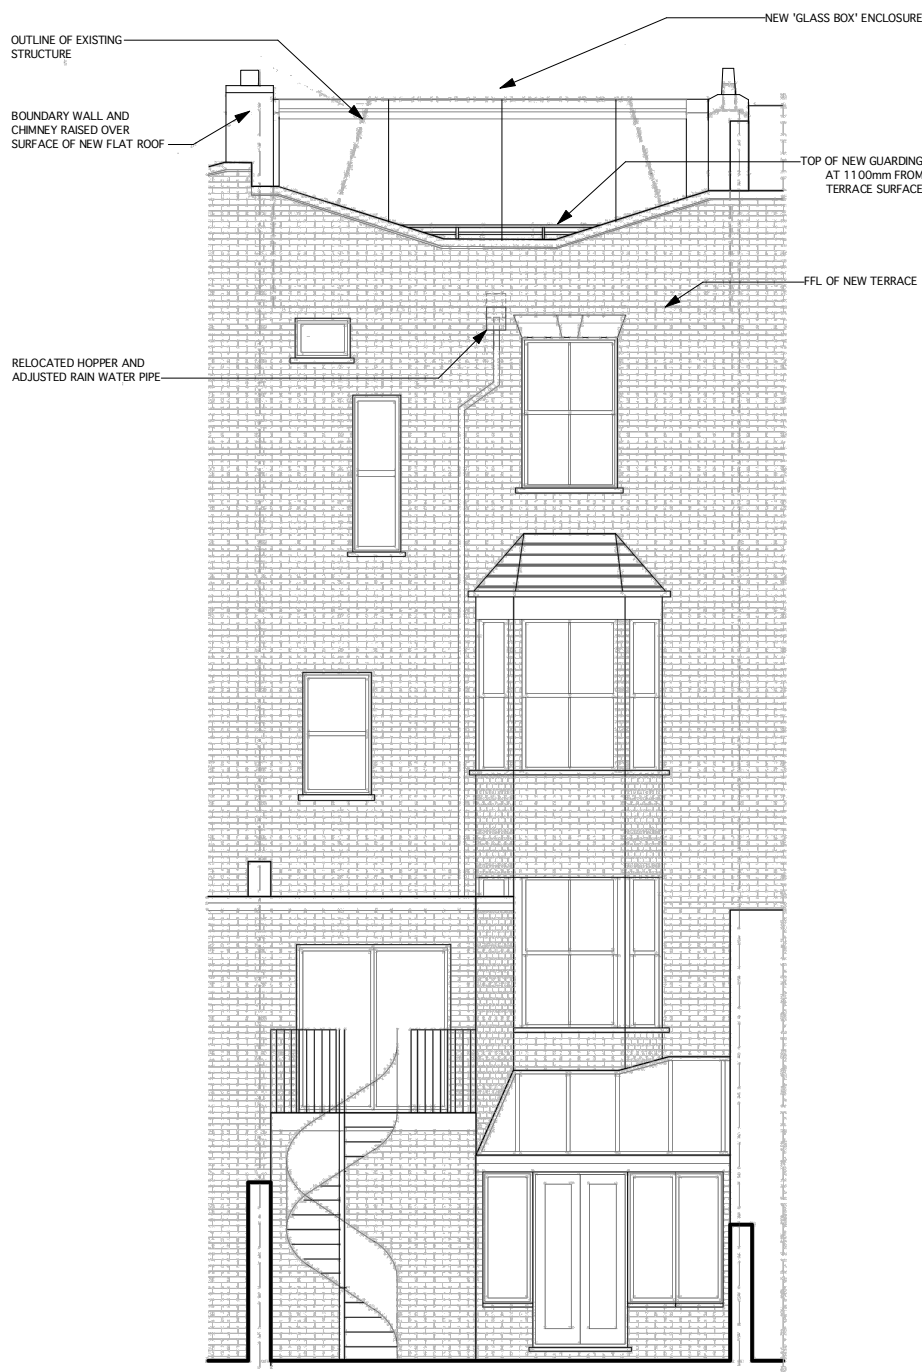 NEW 'GLASS BOX' ENCLOSURE
OUTLINE OF EXISTING
STRUCTURE
BOUNDARY WALL AND
CHIMNEY RAISED OVER
SURFACE OF NEW FLAT ROOF
TOP OF NEW GUARDING
AT 1100mm FROM
TERRACE SURFACE
FFL OF NEW TERRACE
RELOCATED HOPPER AND
ADJUSTED RAIN WATER PIPE